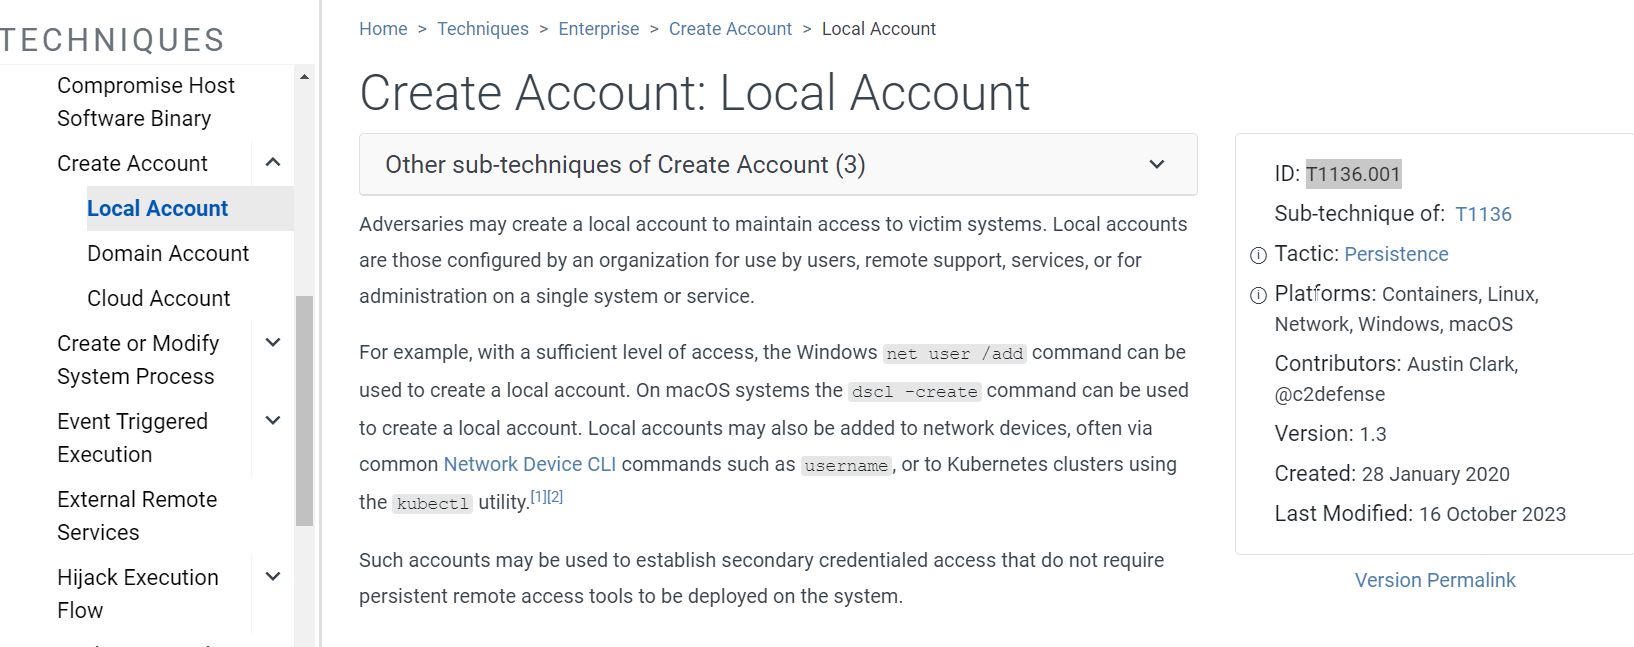 TECHNIQUES
Compromise Host
Software Binary
Create Account
Local Account
Domain Account
Cloud Account
Create or Modify
System Process
Event Triggered
Execution
External Remote
Services
Hijack Execution
Flow
Home > Techniques > Enterprise > Create Account > Local Account
Create Account: Local Account
Other sub-techniques of Create Account (3)
Adversaries may create a local account to maintain access to victim systems. Local accounts
are those configured by an organization for use by users, remote support, services, or for
administration on a single system or service.
For example, with a sufficient level of access, the Windows net user /add command can be
used to create a local account. On macOS systems the dscl -create command can be used
to create a local account. Local accounts may also be added to network devices, often via
common Network Device CLI commands such as username, or to Kubernetes clusters using
the kubectl utility.[1][2]
Such accounts may be used to establish secondary credentialed access that do not require
persistent remote access tools to be deployed on the system.
ID: T1136.001
Sub-technique of: T1136
Tactic: Persistence
Platforms: Containers, Linux,
Network, Windows, macOS
Contributors: Austin Clark,
@c2defense
Version: 1.3
Created: 28 January 2020
Last Modified: 16 October 2023
Version Permalink